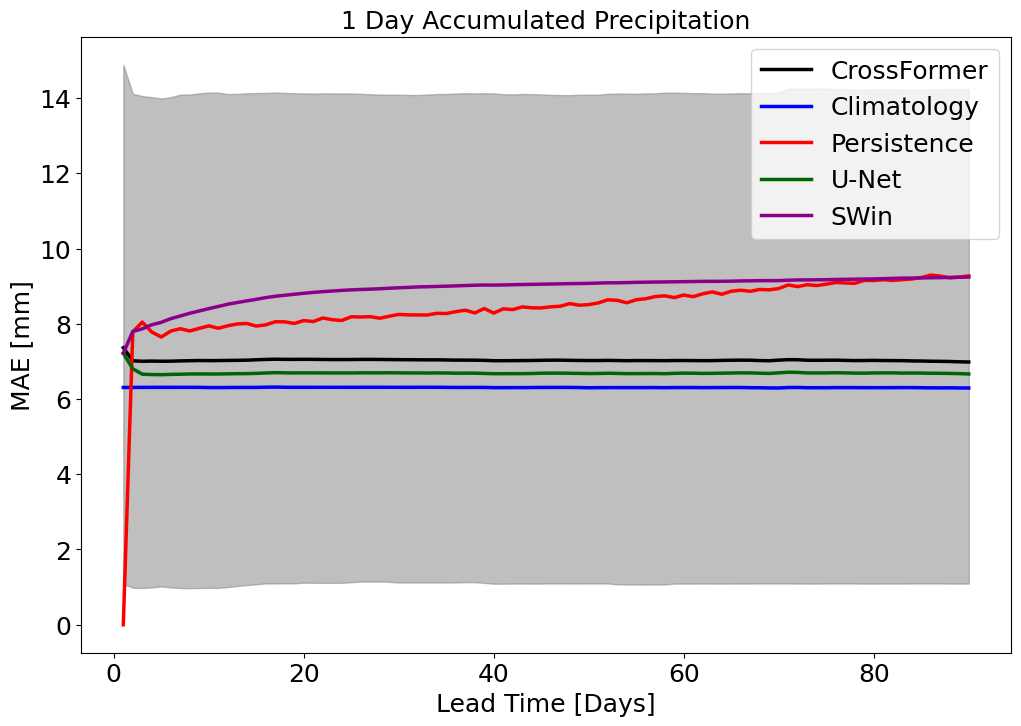 1 Day Accumulated Precipitation
CrossFormer
Climatology
Persistence
U-Net
SWin
MAE [mm]
14
12
10
8
6
4
2
0
0 20 40 60 80
Lead Time [Days]